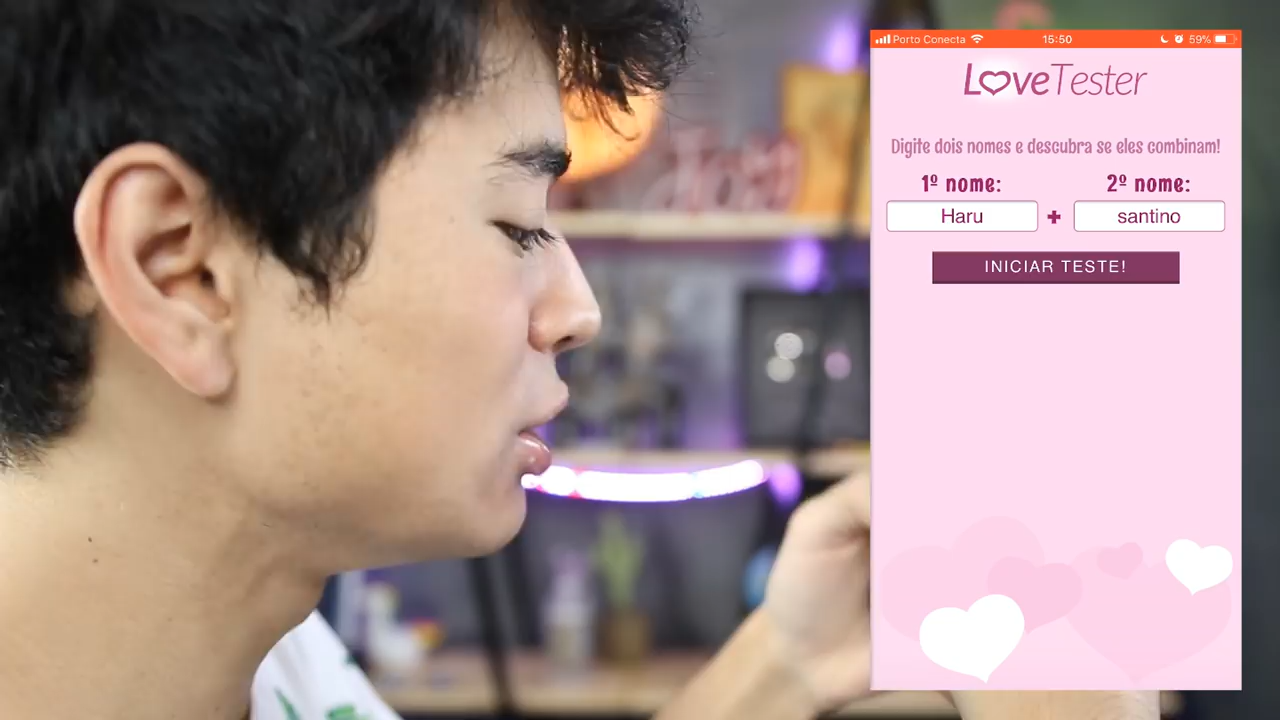 Porto Conecta
15:50
59%
LoveTester
Digite dois nomes e descubra se eles combinam!
1º nome:
2º nome:
Haru
+
santino
INICIAR TESTE!